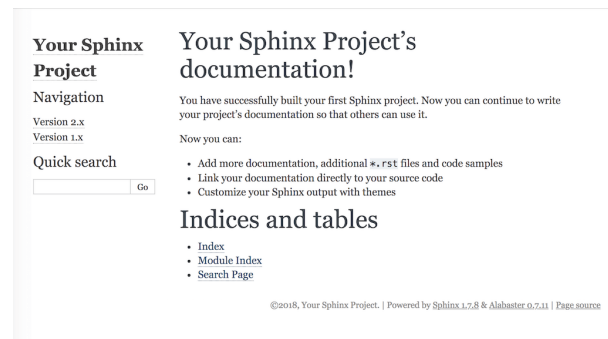 Your Sphinx
Project
Navigation
Version 2.x
Version 1.x
Quick search
Go
Your Sphinx Project’s
documentation!
You have successfully built your first Sphinx project. Now you can continue to write
your project’s documentation so that others can use it.
Now you can:
• Add more documentation, additional *.rst files and code samples
• Link your documentation directly to your source code
• Customize your Sphinx output with themes
Indices and tables
• Index
• Module Index
• Search Page
©2018, Your Sphinx Project. | Powered by Sphinx 1.7.8 & Alabaster 0.7.11 | Page source